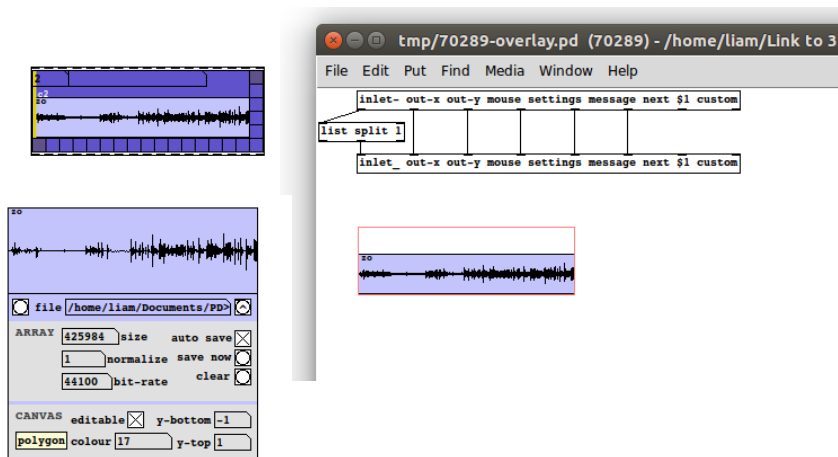 2
c2
zo
zo
file /home/liam/Documents/PD>
ARRAY 425984 size auto save
1 normalize save now
44100 bit-rate clear
CANVAS editable y-bottom -1
polygon colour 17 y-top 1
tmp/70289-overlay.pd (70289) - /home/liam/Link to 3
File Edit Put Find Media Window Help
inlet- out-x out-y mouse settings message next $1 custom
list split 1
inlet_ out-x out-y mouse settings message next $1 custom
zo